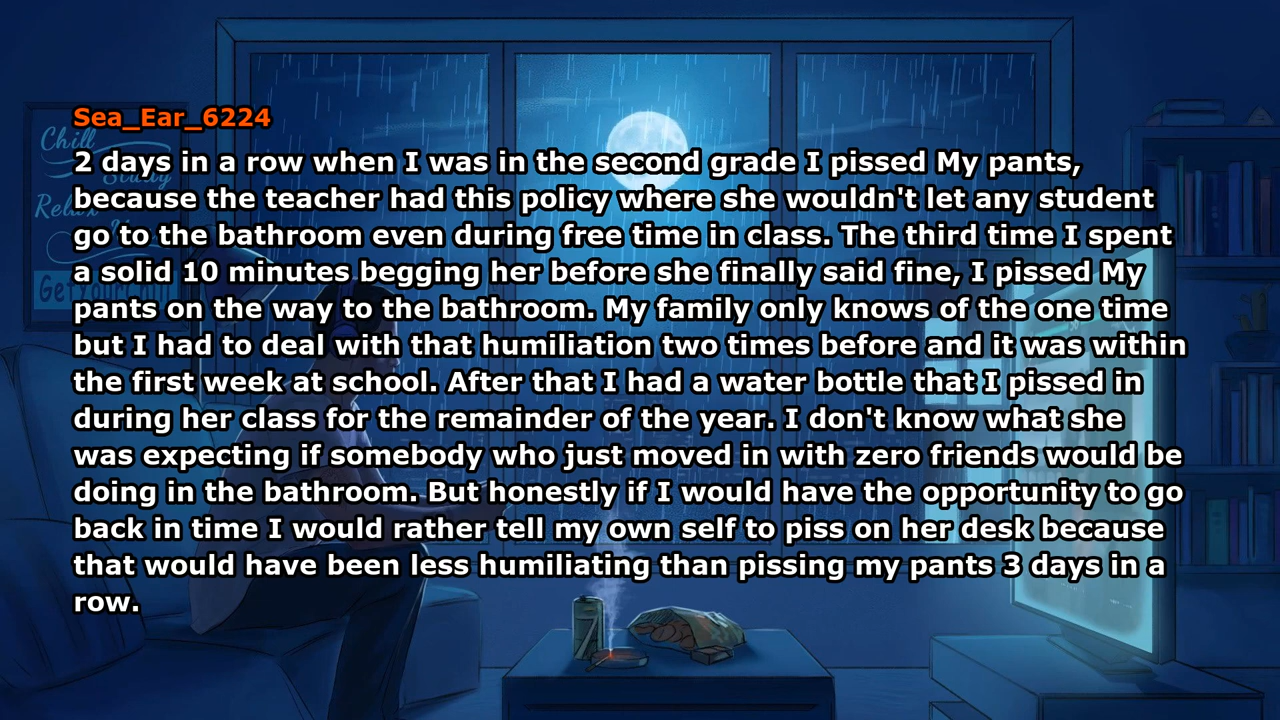 Sea_Ear_6224
Chill
Study
Relax
2 days in a row when I was in the second grade I pissed My pants,
because the teacher had this policy where she wouldn't let any student
go to the bathroom even during free time in class. The third time I spent
a solid 10 minutes begging her before she finally said fine, I pissed My
pants on the way to the bathroom. My family only knows of the one time
but I had to deal with that humiliation two times before and it was within
the first week at school. After that I had a water bottle that I pissed in
during her class for the remainder of the year. I don't know what she
was expecting if somebody who just moved in with zero friends would be
doing in the bathroom. But honestly if I would have the opportunity to go
back in time I would rather tell my own self to piss on her desk because
that would have been less humiliating than pissing my pants 3 days in a
row.